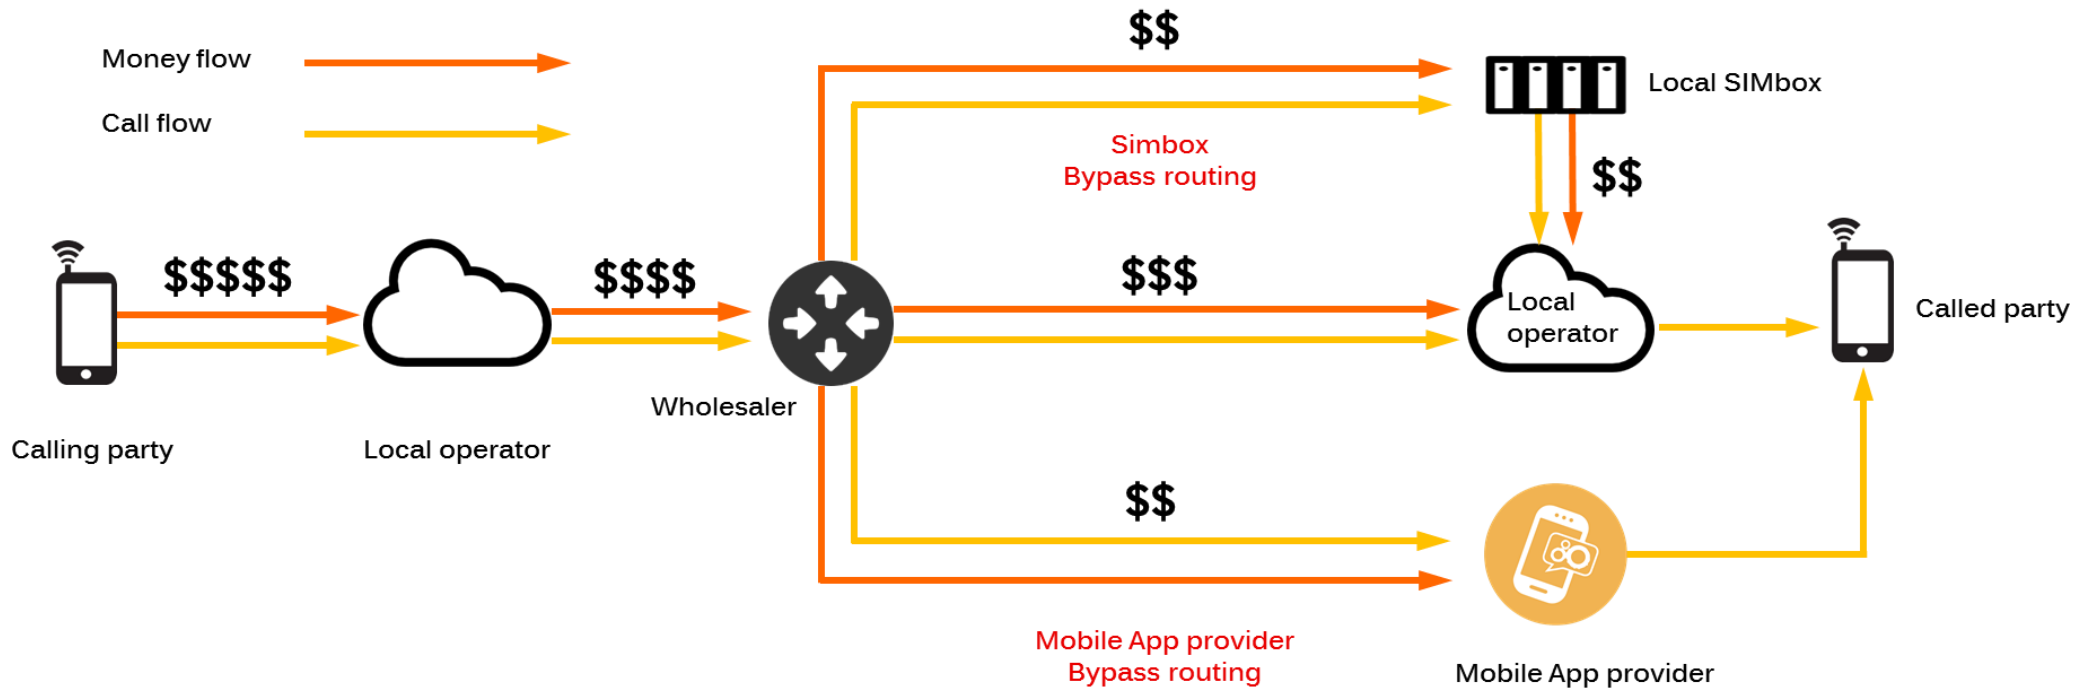 $$
Money flow
Local SIMbox
Call flow
Simbox
Bypass routing
$$
$$$$$
$$$$
$$$
Local
operator
Called party
Wholesaler
Calling party
Local operator
$$
Mobile App provider
Bypass routing
Mobile App provider